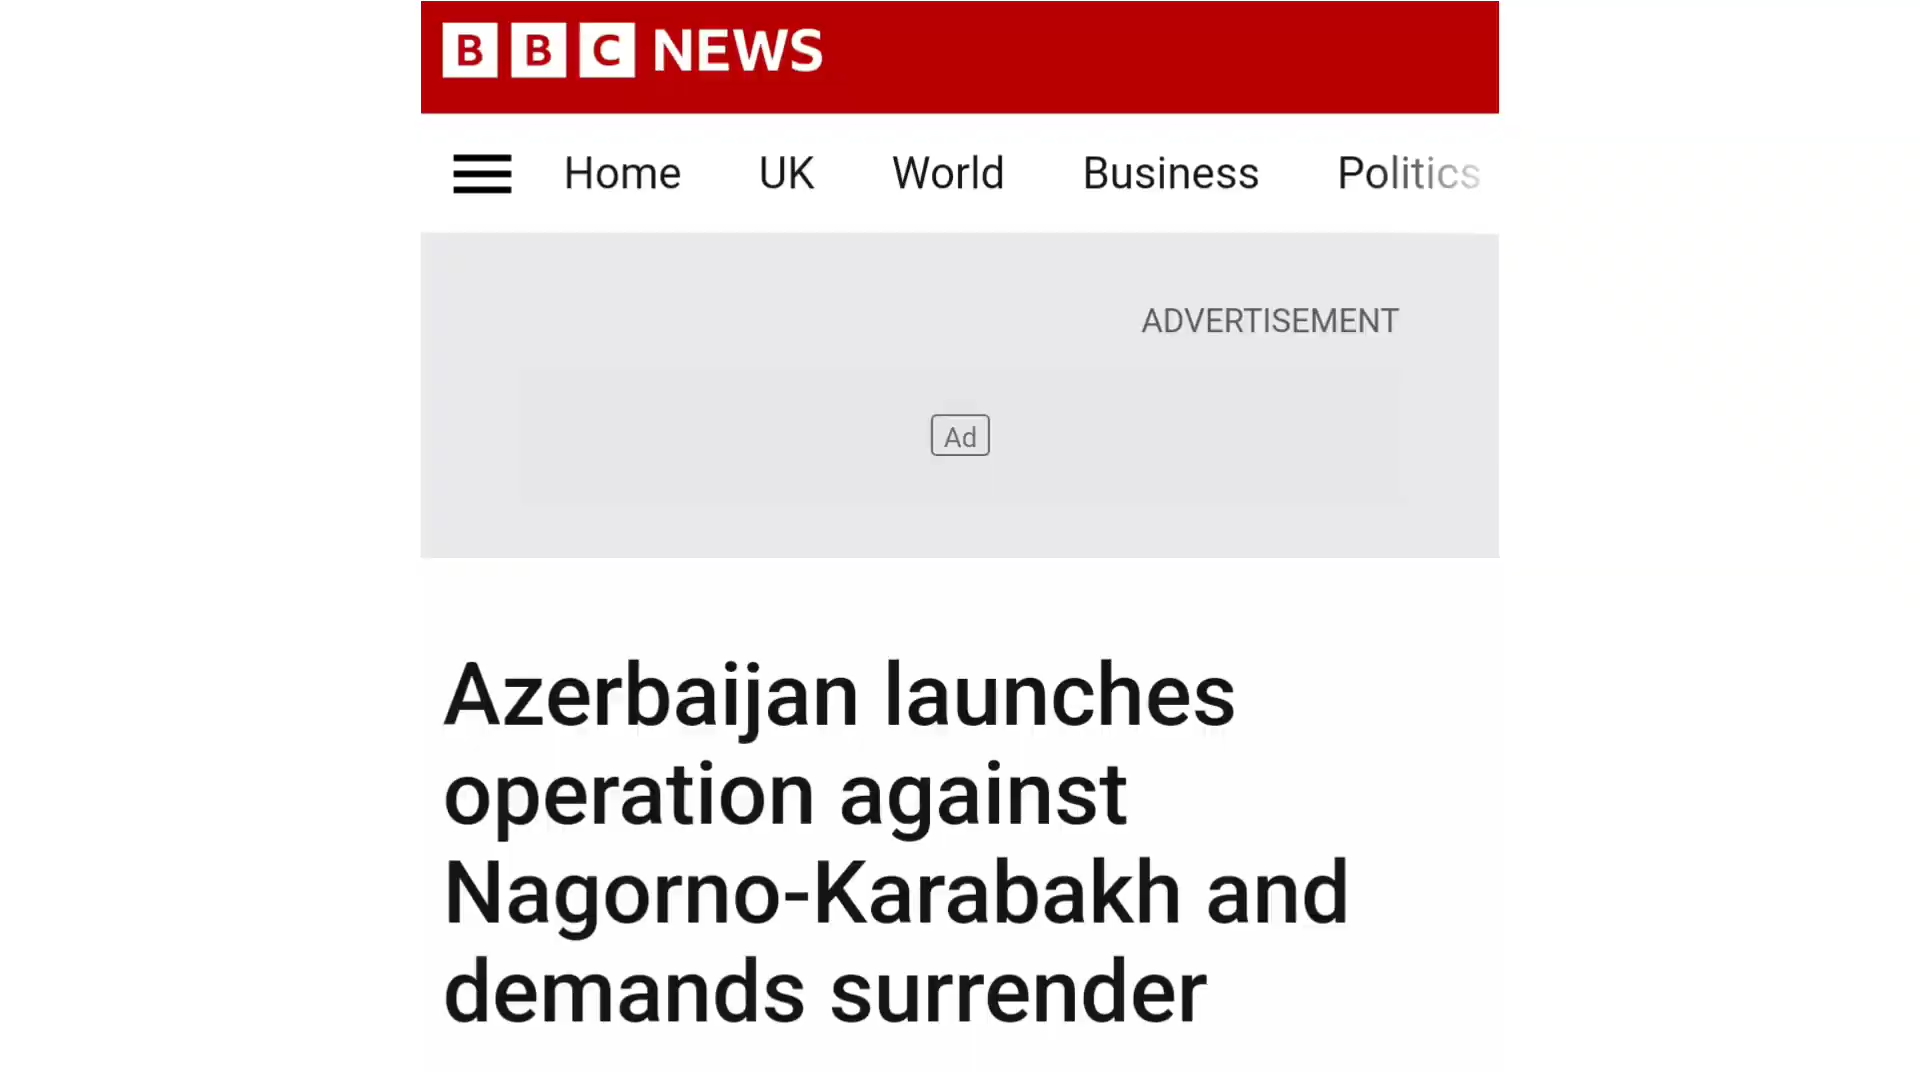 BBC NEWS
Home UK World Business Politics
ADVERTISEMENT
Ad
Azerbaijan launches
operation against
Nagorno-Karabakh and
demands surrender